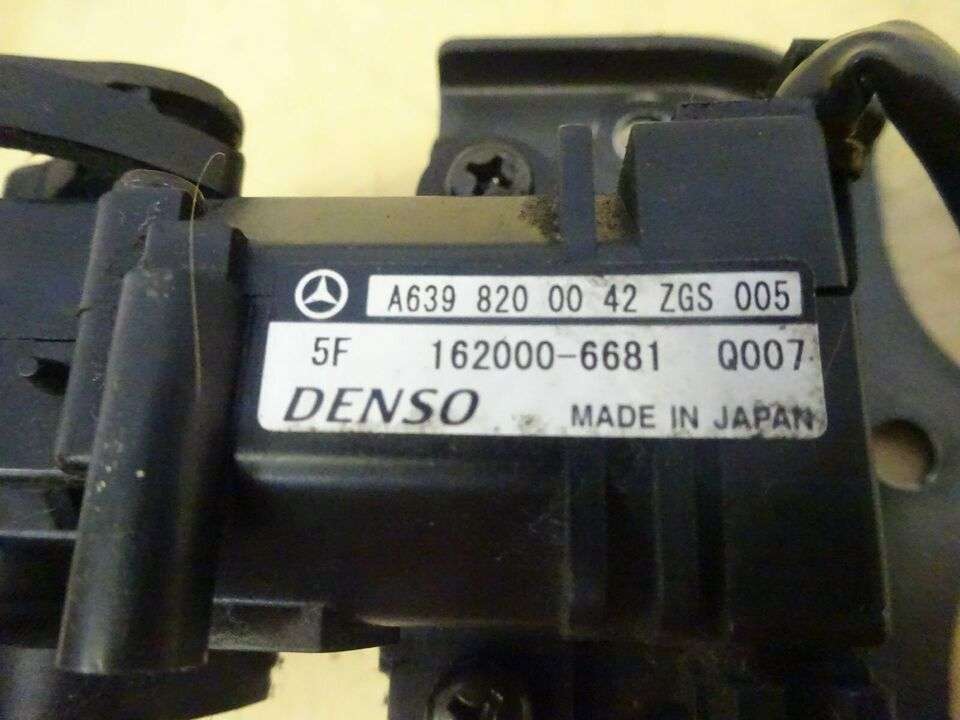 A639 820 00 42 ZGS 005
5F 162000-6681 Q007
DENSO MADE IN JAPAN